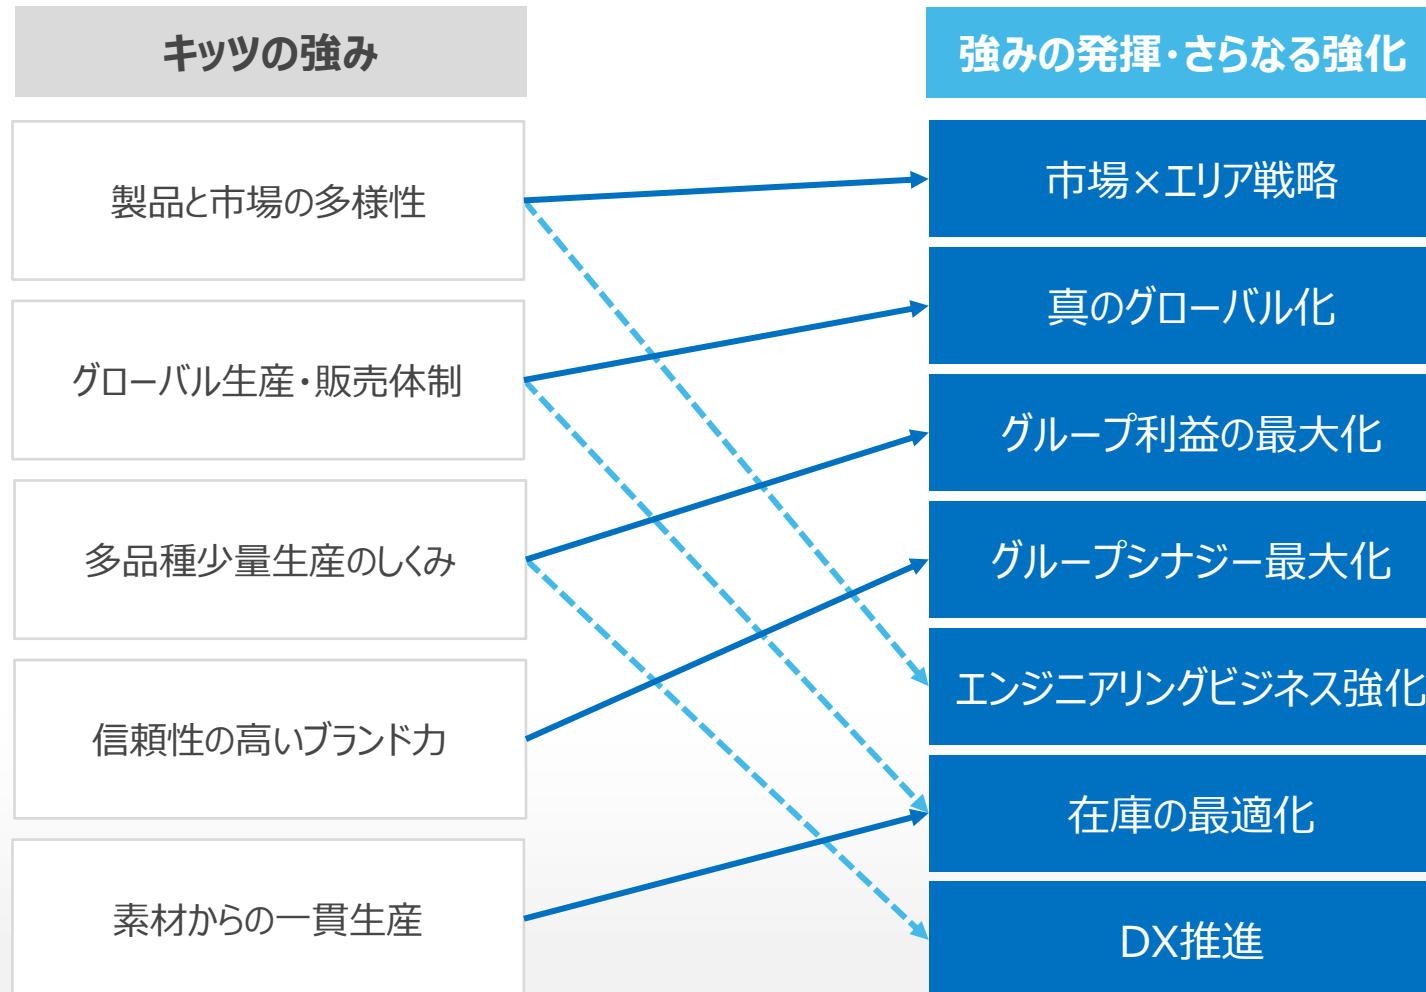 キッツの強み
製品と市場の多様性
グローバル生産・販売体制
多品種少量生産のしくみ
信頼性の高いブランド力
素材からの一貫生産
強みの発揮・さらなる強化
市場×エリア戦略
真のグローバル化
グループ利益の最大化
グループシナジー最大化
エンジニアリングビジネス強化
在庫の最適化
DX推進